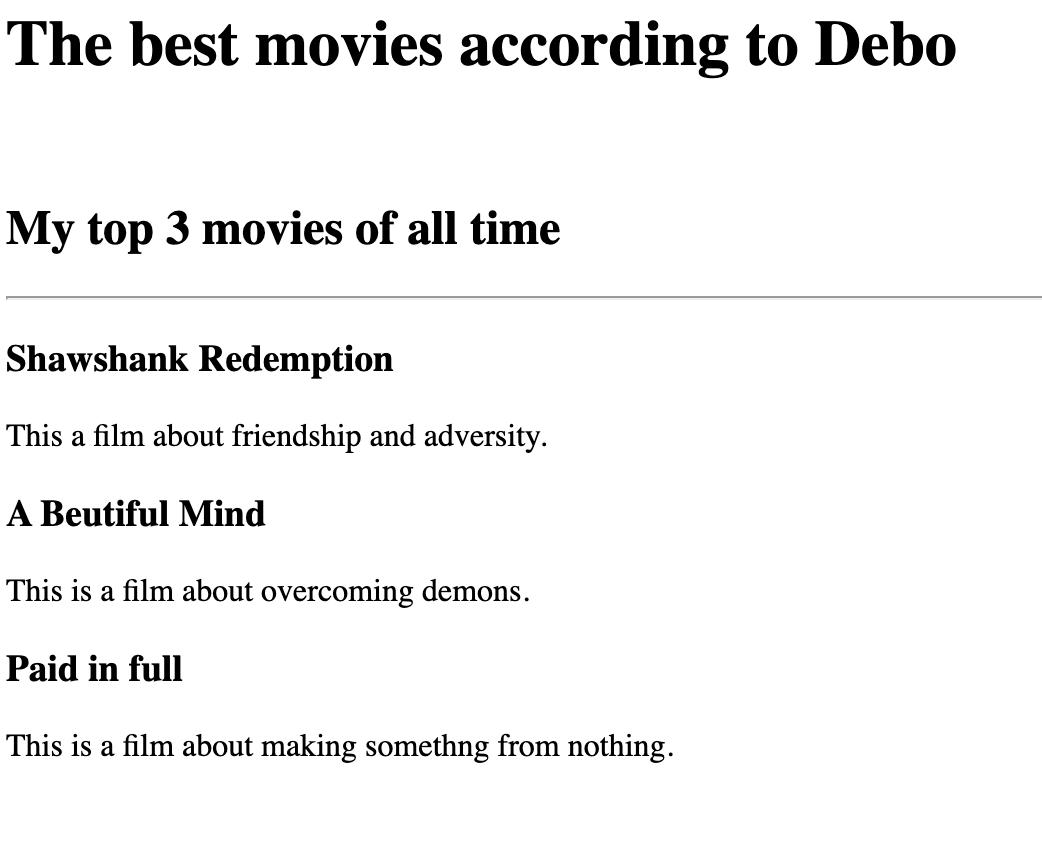 The best movies according to Debo
My top 3 movies of all time
Shawshank Redemption
This a film about friendship and adversity.
A Beutiful Mind
This is a film about overcoming demons.
Paid in full
This is a film about making somethng from nothing.